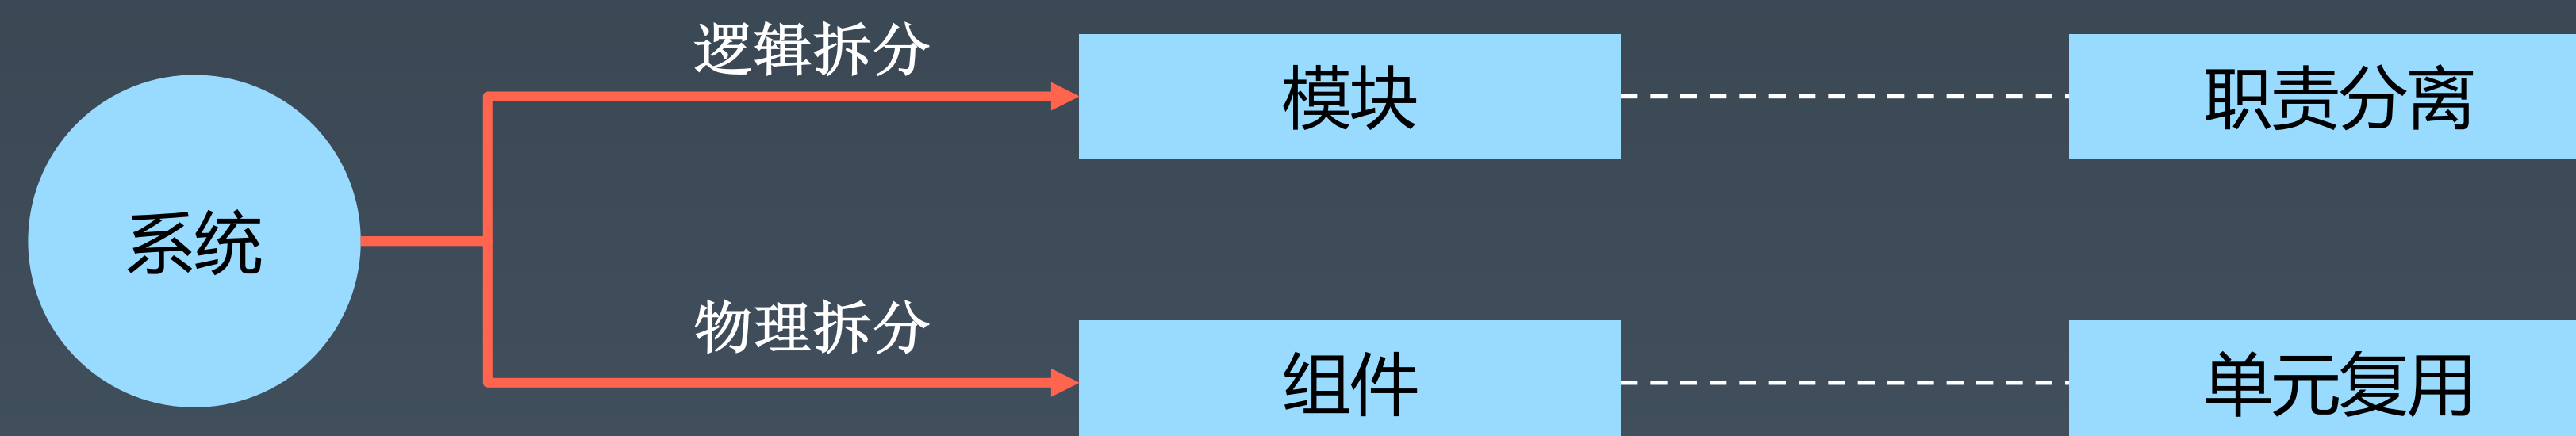 逻辑拆分
模块
职责分离
系统
物理拆分
组件
单元复用